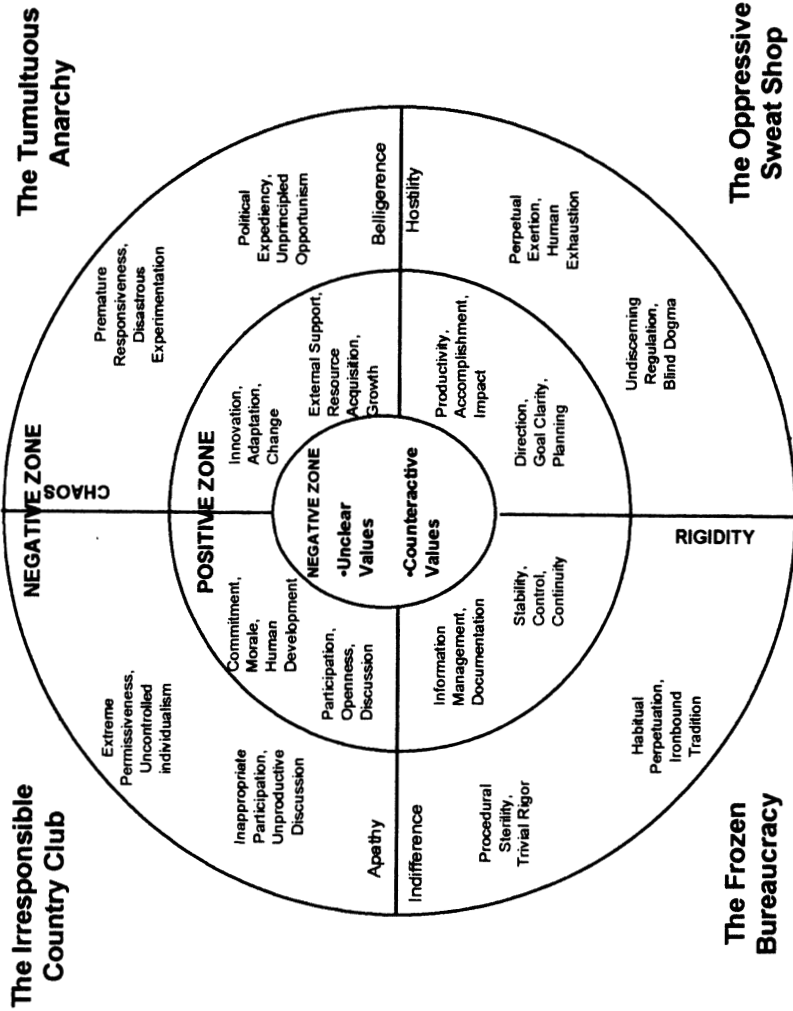 The Irresponsible
Country Club
The Tumultuous
Anarchy
NEGATIVE ZONE
CHAOS
Extreme
Permissiveness,
Uncontrolled
individualism
Premature
Responsiveness,
Disastrous
Experimentation
Inappropriate
Participation,
Unproductive
Discussion
POSITIVE ZONE
Commitment,
Morale,
Human
Development
Innovation,
Adaptation,
Change
Political
Expediency,
Unprincipled
Opportunism
Participation,
Openness,
Discussion
External Support,
Resource
Acquisition,
Growth
NEGATIVE ZONE
•Unclear
Values
•Counteractive
Values
Apathy
Belligerence
Indifference
Hostility
Information
Management,
Documentation
Productivity,
Accomplishment,
Impact
Procedural
Sterility,
Trivial Rigor
Stability,
Control,
Continuity
Direction,
Goal Clarity,
Planning
Perpetual
Exertion,
Human
Exhaustion
Habitual
Perpetuation,
Ironbound
Tradition
RIGIDITY
Undiscerning
Regulation,
Blind Dogma
The Frozen
Bureaucracy
The Oppressive
Sweat Shop